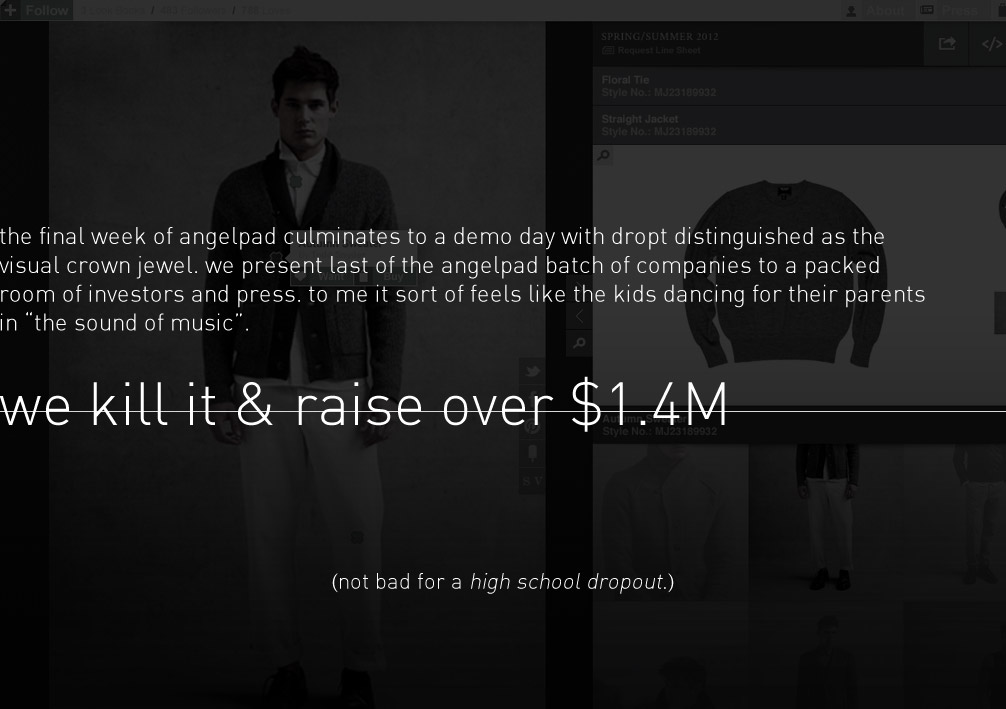 Follow
About
Press
SPRING/SUMMER 2012
Request Line Sheet
Floral Tie
Style No.: MJ23189932
Straight Jacket
Style No.: MJ23189932
the final week of angelpad culminates to a demo day with dropt distinguished as the
visual crown jewel. we present last of the angelpad batch of companies to a packed
room of investors and press. to me it sort of feels like the kids dancing for their parents
in “the sound of music”.
we kill it & raise over $1.4M
Style No.: MJ23189932
(not bad for a high school dropout.)